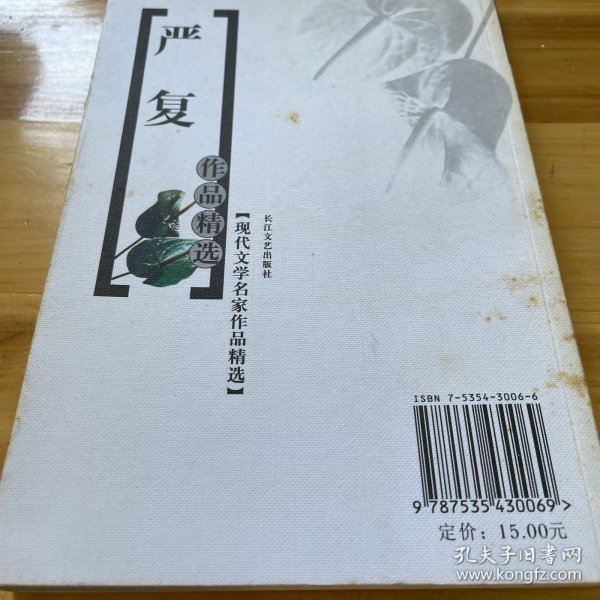 严复
作品精选
【现代文学名家作品精选】
长江文艺出版社
ISBN 7-5354-3006-6
9 787535 430069>
定价：15.00元
孔夫子旧书网
www.kongfz.com